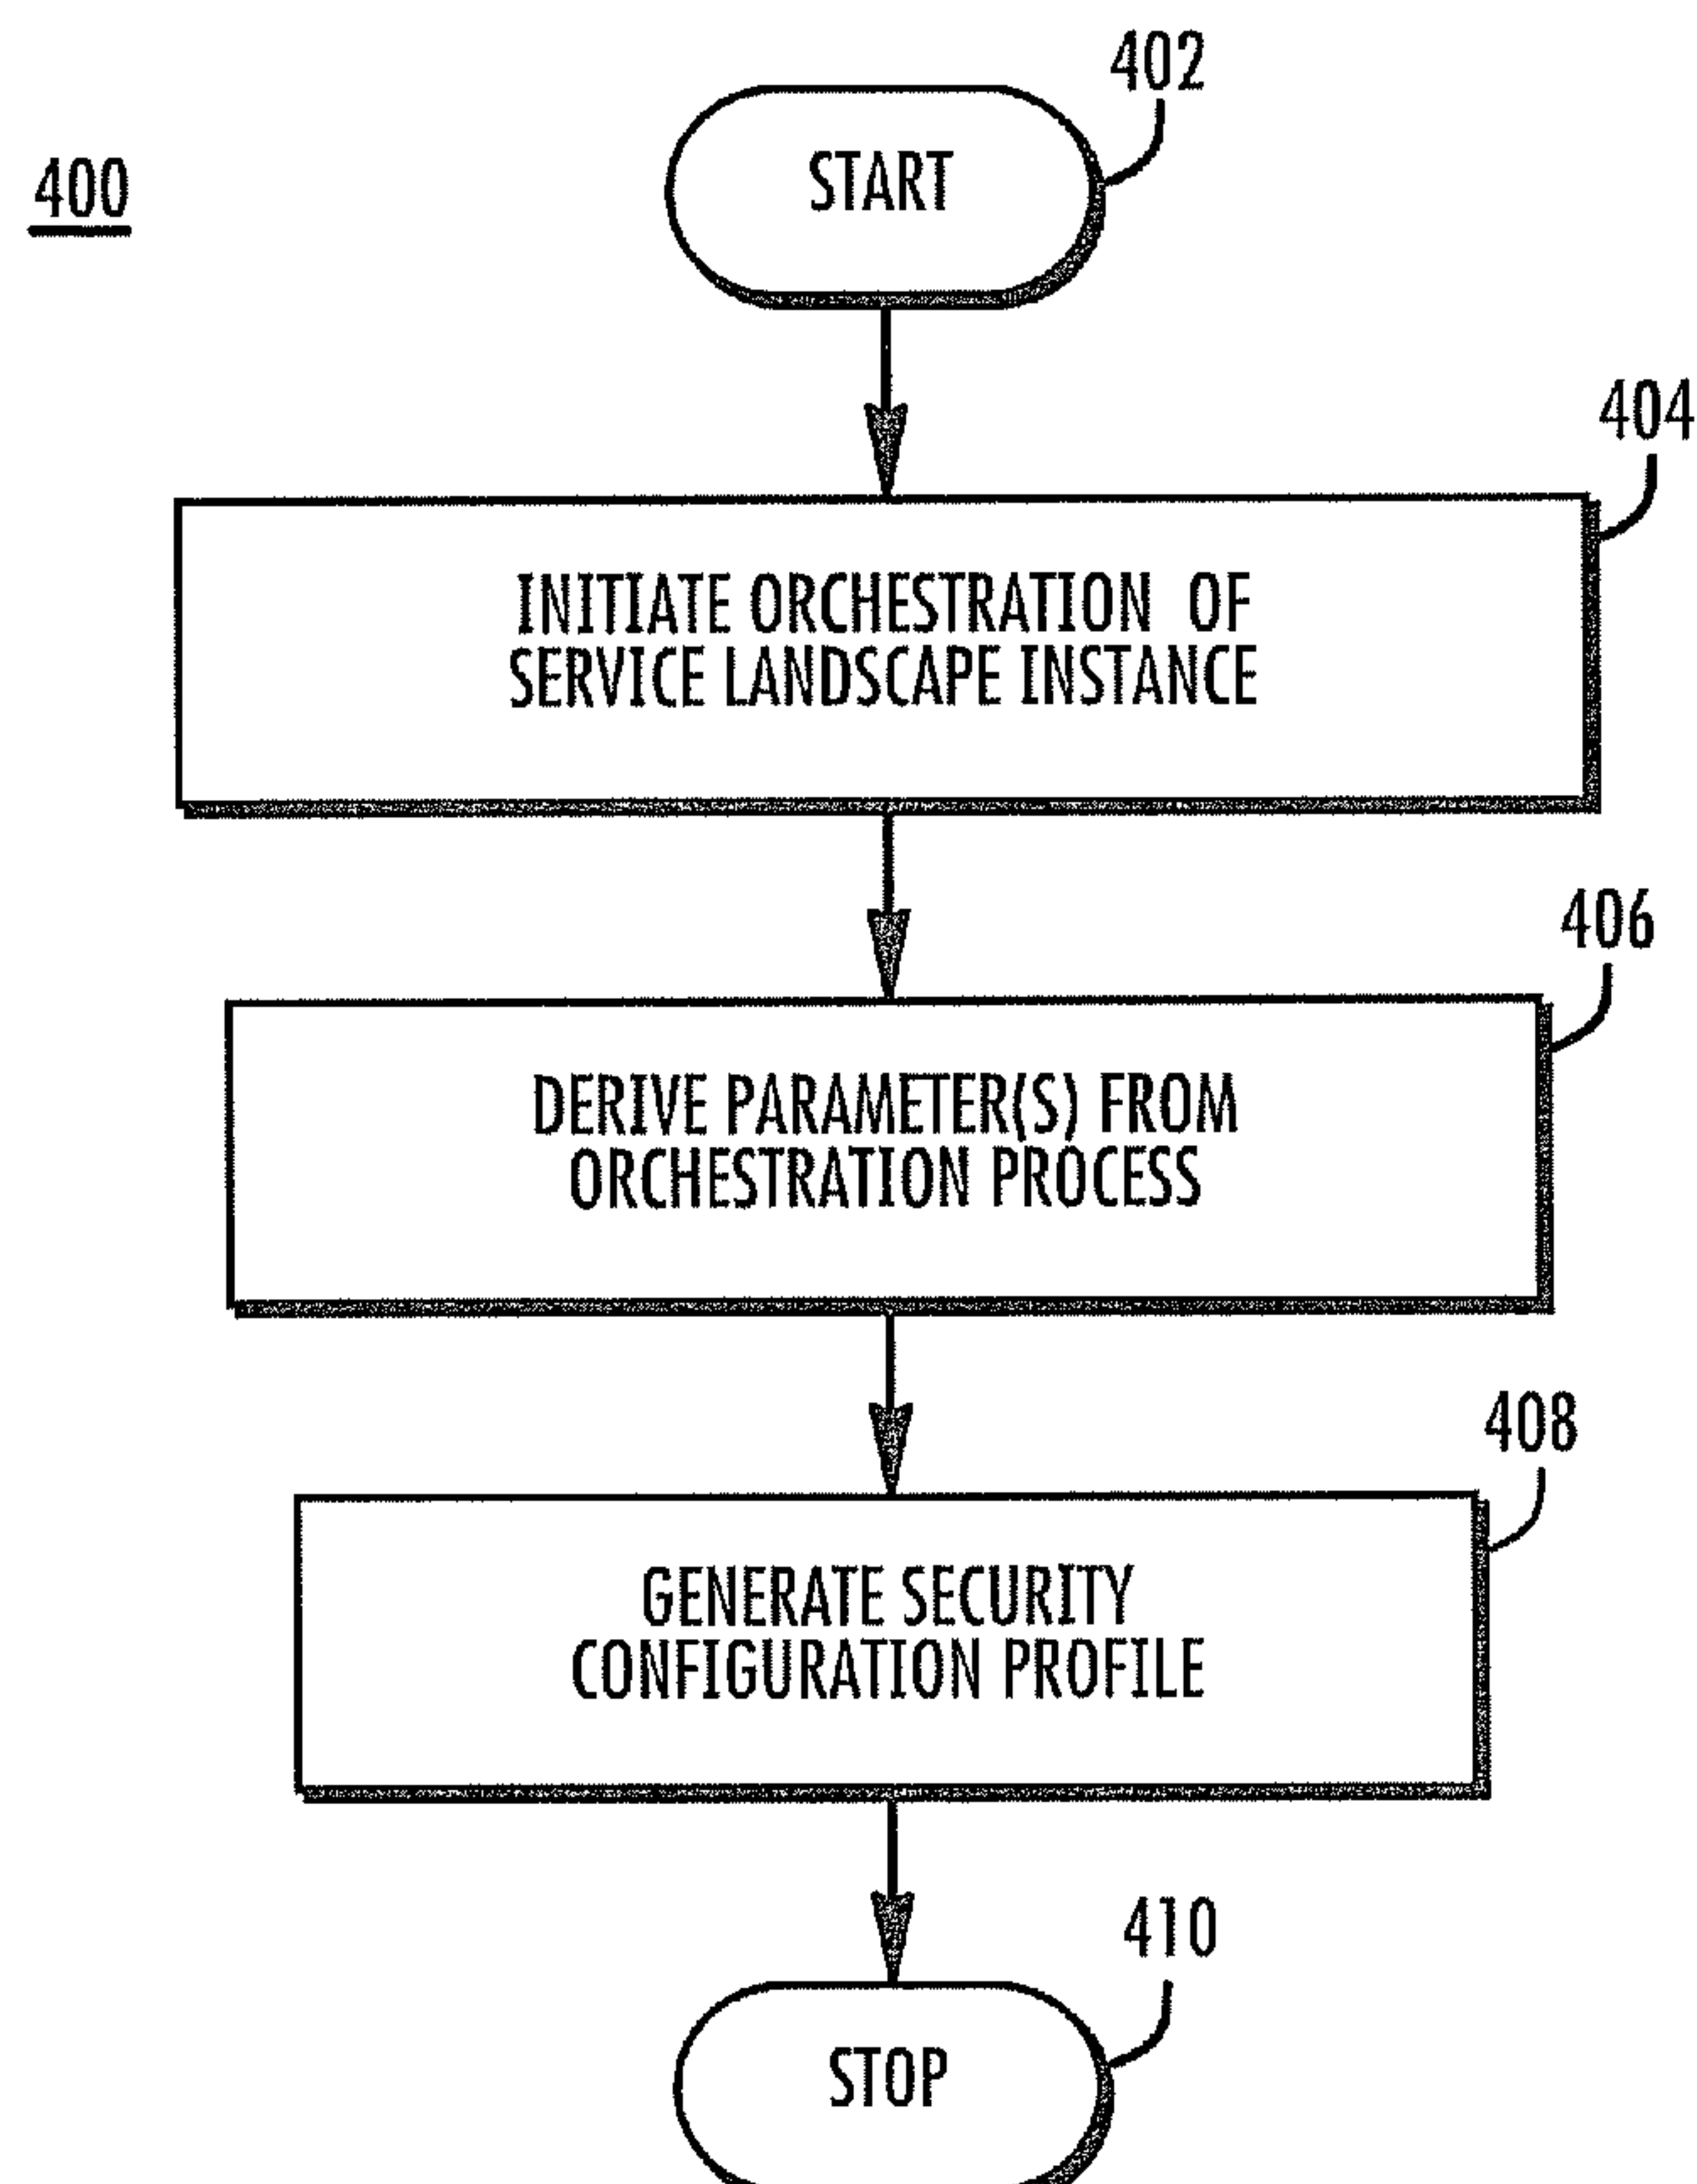 402
START
400
404
INITIATE ORCHESTRATION OF
SERVICE LANDSCAPE INSTANCE
406
DERIVE PARAMETER(S) FROM
ORCHESTRATION PROCESS
408
GENERATE SECURITY
CONFIGURATION PROFILE
410
STOP